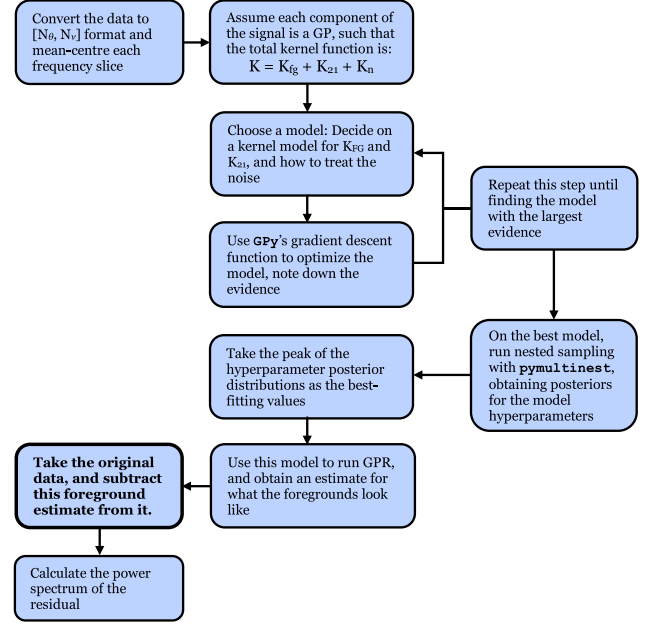 Convert the data to
[Nθ, Nν] format and
mean-centre each
frequency slice
Assume each component of
the signal is a GP, such that
the total kernel function is:
K = Kfg + K21 + Kn
Choose a model: Decide on
a kernel model for KFG and
K21, and how to treat the
noise
Use GPy's gradient descent
function to optimize the
model, note down the
evidence
Repeat this step until
finding the model
with the largest
evidence
On the best model,
run nested sampling
with pymultinest,
obtaining posteriors
for the model
hyperparameters
Take the peak of the
hyperparameter posterior
distributions as the best-
fitting values
Use this model to run GPR,
and obtain an estimate for
what the foregrounds look
like
Take the original
data, and subtract
this foreground
estimate from it.
Calculate the power
spectrum of the
residual